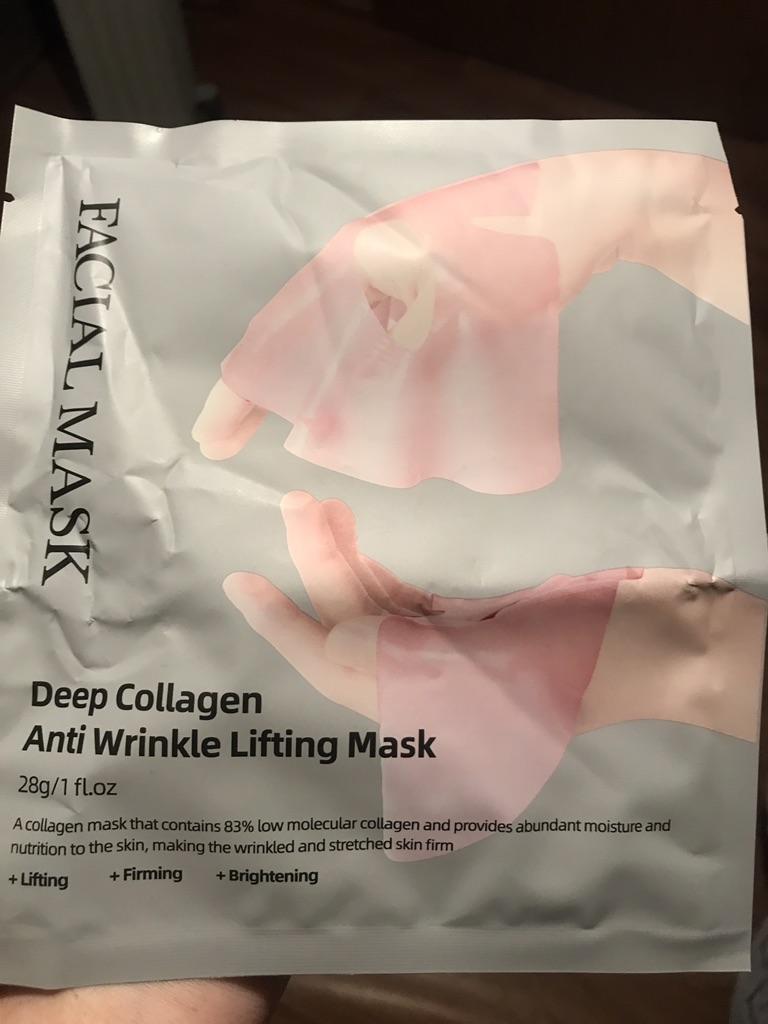 FACIAL MASK
Deep Collagen
Anti Wrinkle Lifting Mask
28g/1 fl.oz
A collagen mask that contains 83% low molecular collagen and provides abundant moisture and
nutrition to the skin, making the wrinkled and stretched skin firm
+ Lifting + Firming + Brightening